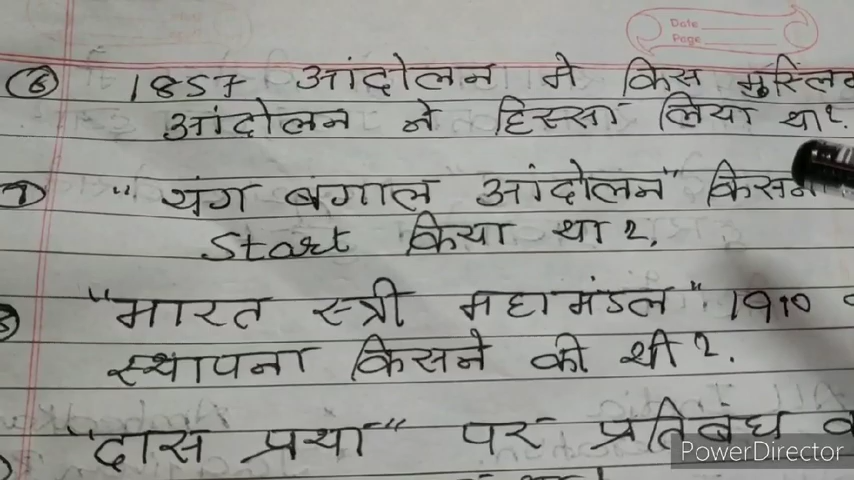 Date
Page
(6) 1857 आंदोलन मे किस मुस्लिम
आंदोलन ने हिस्सा लिया था?
(7) "यंग बंगाल आंदोलन" किसने
Start किया था?
"भारत स्त्री महामंडल" 1910
स्थापना किसने की थी?
"दास प्रथा" पर प्रतिबंध
PowerDirector